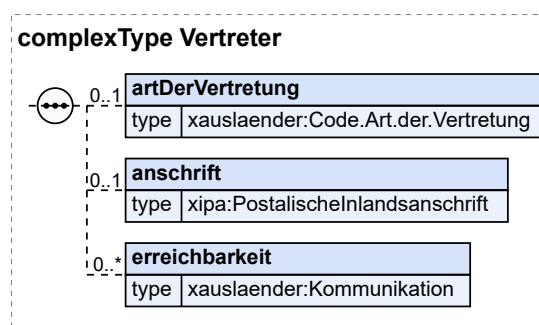 complexType Vertreter
0..1 artDerVertretung
type xauslaender:Code.Art.der.Vertretung
0..1 anschrift
type xipa:PostalischeInlandsanschrift
0..* erreichbarkeit
type xauslaender:Kommunikation